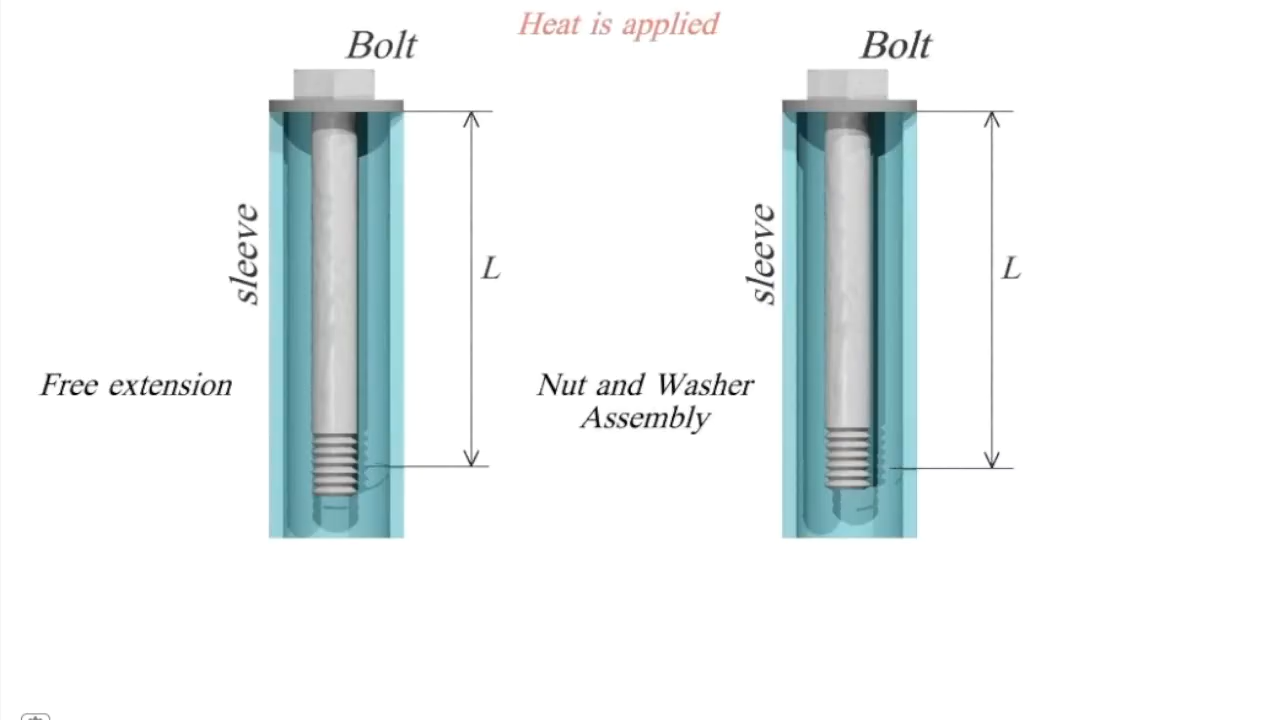 Heat is applied
Bolt
Bolt
sleeve
sleeve
L
L
Free extension
Nut and Washer
Assembly